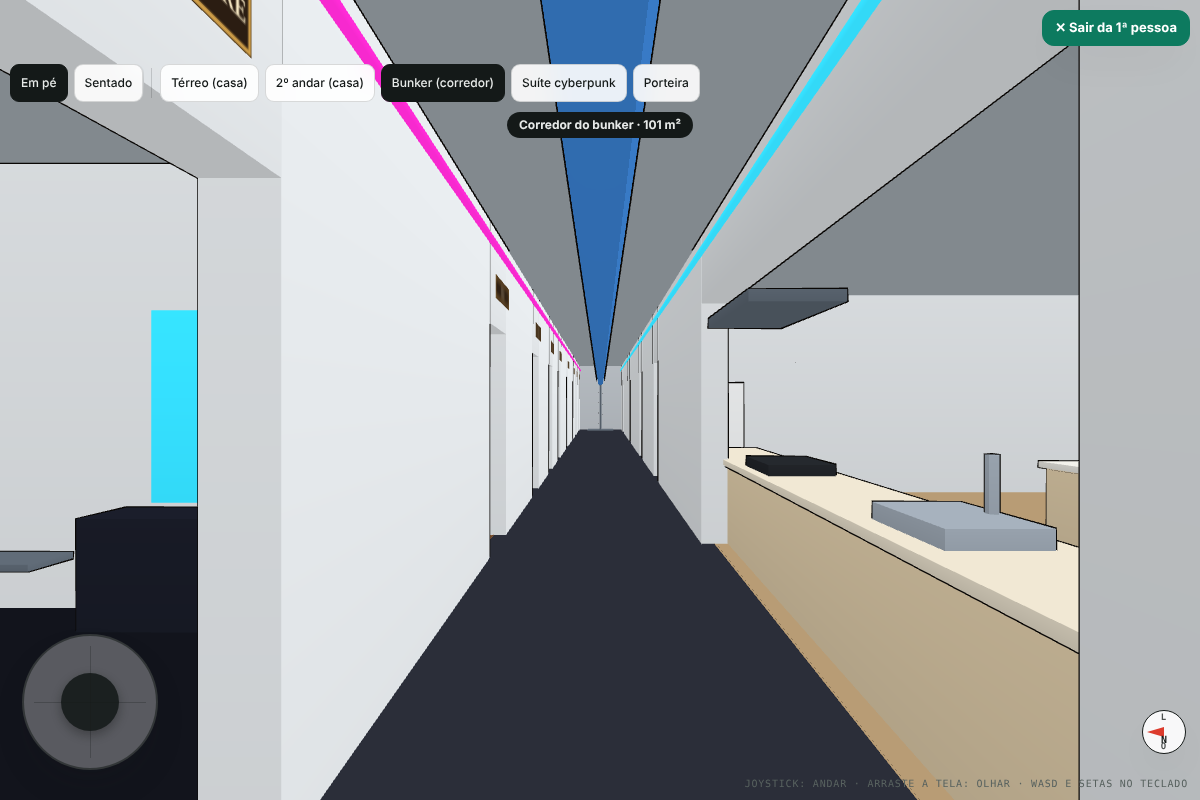 ✕ Sair da 1ª pessoa
Em pé
Sentado
Térreo (casa)
2º andar (casa)
Bunker (corredor)
Suíte cyberpunk
Porteira
Corredor do bunker · 101 m²
L
N
O
JOYSTICK: ANDAR · ARRASTE A TELA: OLHAR · WASD E SETAS NO TECLADO